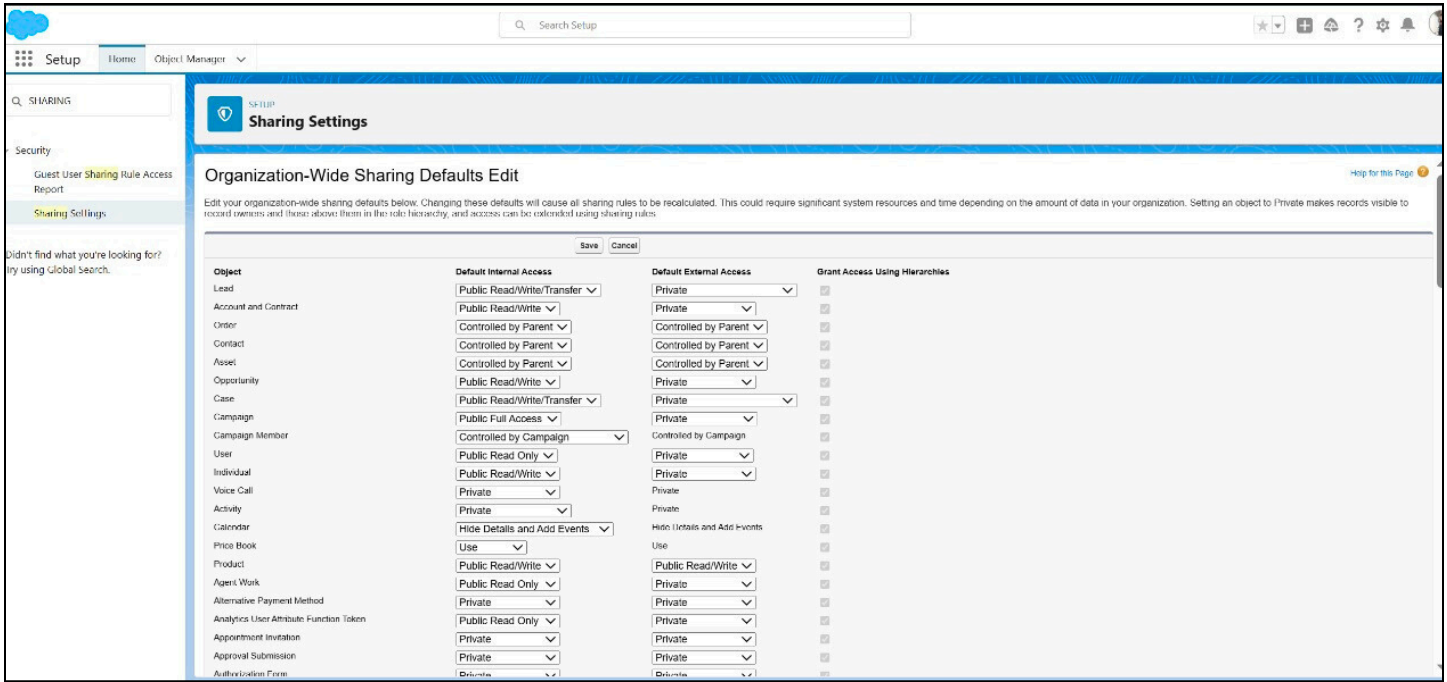 Search Setup
Setup Home Object Manager
SHARING
Security
Guest User Sharing Rule Access
Report
Sharing Settings
Didn't find what you're looking for?
Try using Global Search.
SETUP
Sharing Settings
Organization-Wide Sharing Defaults Edit
Help for this Page
Edit your organization-wide sharing defaults below. Changing these defaults will cause all sharing rules to be recalculated. This could require significant system resources and time depending on the amount of data in your organization. Setting an object to Private makes records visible to
record owners and those above them in the role hierarchy, and access can be extended using sharing rules.
Save Cancel
Object Default Internal Access Default External Access Grant Access Using Hierarchies
Lead Public Read/Write/Transfer Private
Account and Contract Public Read/Write Private
Order Controlled by Parent Controlled by Parent
Contact Controlled by Parent Controlled by Parent
Asset Controlled by Parent Controlled by Parent
Opportunity Public Read/Write Private
Case Public Read/Write/Transfer Private
Campaign Public Full Access Private
Campaign Member Controlled by Campaign Controlled by Campaign
User Public Read Only Private
Individual Public Read/Write Private
Voice Call Private Private
Activity Private Private
Calendar Hide Details and Add Events Hide Details and Add Events
Price Book Use Use
Product Public Read/Write Public Read/Write
Agent Work Public Read Only Private
Alternative Payment Method Private Private
Analytics User Attribute Function Token Public Read Only Private
Appointment Invitation Private Private
Approval Submission Private Private
Authorization Form Private Private